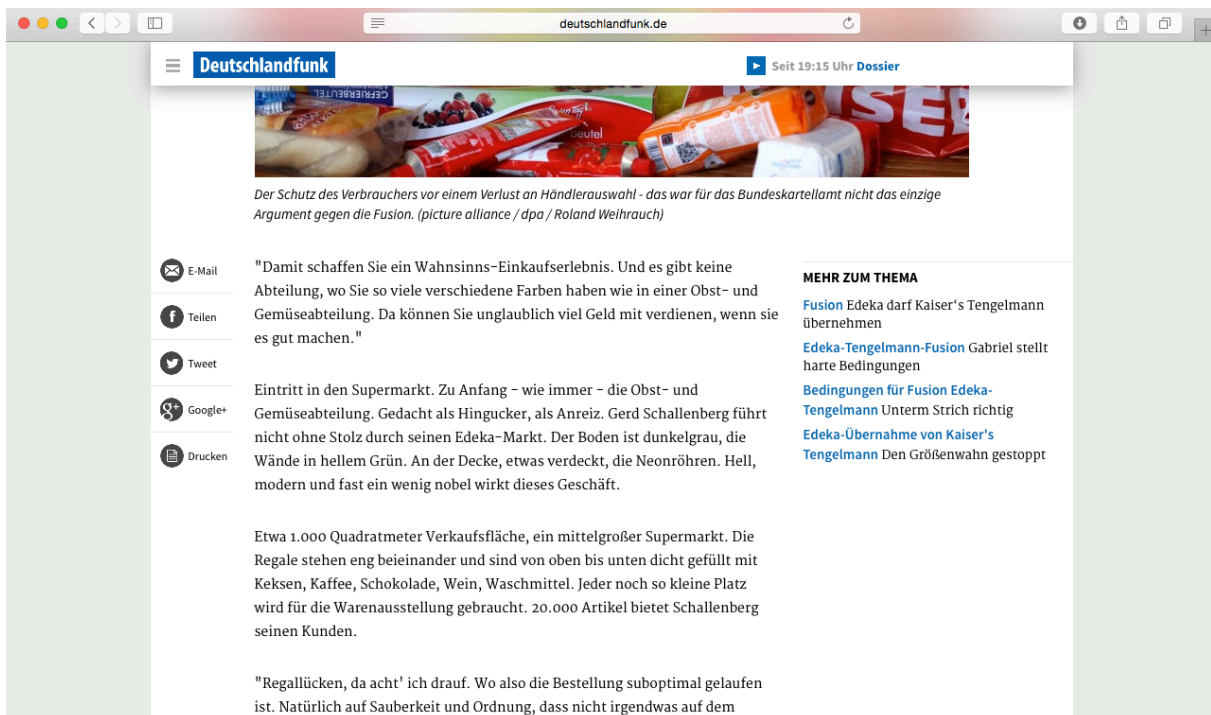 deutschlandfunk.de
Deutschlandfunk
Seit 19:15 Uhr Dossier
GEFRIERBEUTEL
beutel
Der Schutz des Verbrauchers vor einem Verlust an Händlerauswahl - das war für das Bundeskartellamt nicht das einzige
Argument gegen die Fusion. (picture alliance / dpa / Roland Weihrauch)
E-Mail
Teilen
Tweet
Google+
Drucken
"Damit schaffen Sie ein Wahnsinns-Einkaufserlebnis. Und es gibt keine
Abteilung, wo Sie so viele verschiedene Farben haben wie in einer Obst- und
Gemüseabteilung. Da können Sie unglaublich viel Geld mit verdienen, wenn sie
es gut machen."
Eintritt in den Supermarkt. Zu Anfang – wie immer – die Obst- und
Gemüseabteilung. Gedacht als Hingucker, als Anreiz. Gerd Schallenberg führt
nicht ohne Stolz durch seinen Edeka-Markt. Der Boden ist dunkelgrau, die
Wände in hellem Grün. An der Decke, etwas verdeckt, die Neonröhren. Hell,
modern und fast ein wenig nobel wirkt dieses Geschäft.
Etwa 1.000 Quadratmeter Verkaufsfläche, ein mittelgroßer Supermarkt. Die
Regale stehen eng beieinander und sind von oben bis unten dicht gefüllt mit
Keksen, Kaffee, Schokolade, Wein, Waschmittel. Jeder noch so kleine Platz
wird für die Warenausstellung gebraucht. 20.000 Artikel bietet Schallenberg
seinen Kunden.
"Regallücken, da acht' ich drauf. Wo also die Bestellung suboptimal gelaufen
ist. Natürlich auf Sauberkeit und Ordnung, dass nicht irgendwas auf dem
MEHR ZUM THEMA
Fusion Edeka darf Kaiser‘s Tengelmann
übernehmen
Edeka-Tengelmann-Fusion Gabriel stellt
harte Bedingungen
Bedingungen für Fusion Edeka-
Tengelmann Unterm Strich richtig
Edeka-Übernahme von Kaiser's
Tengelmann Den Größenwahn gestoppt